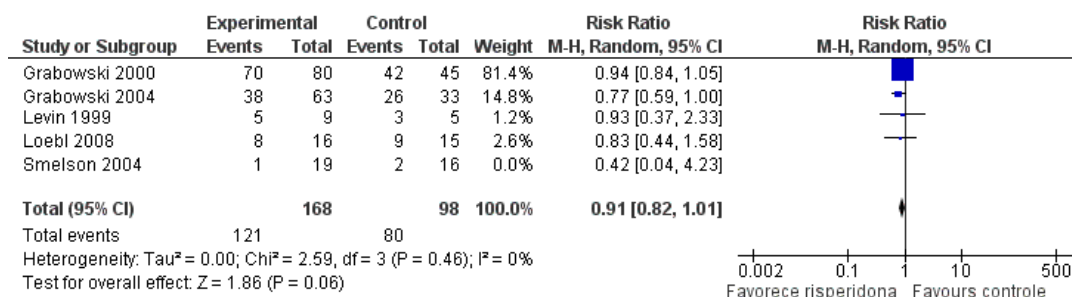 Experimental Control Risk Ratio Risk Ratio
Study or Subgroup Events Total Events Total Weight M-H, Random, 95% CI M-H, Random, 95% CI
Grabowski 2000 70 80 42 45 81.4% 0.94 [0.84, 1.05]
Grabowski 2004 38 63 26 33 14.8% 0.77 [0.59, 1.00]
Levin 1999 5 9 3 5 1.2% 0.93 [0.37, 2.33]
Loebl 2008 8 16 9 15 2.6% 0.83 [0.44, 1.58]
Smelson 2004 1 19 2 16 0.0% 0.42 [0.04, 4.23]
Total (95% CI) 168 98 100.0% 0.91 [0.82, 1.01]
Total events 121 80
Heterogeneity: Tau² = 0.00; Chi² = 2.59, df = 3 (P = 0.46); I² = 0%
Test for overall effect: Z = 1.86 (P = 0.06)
0.002 0.1 1 10 500
Favorece risperidona Favours controle